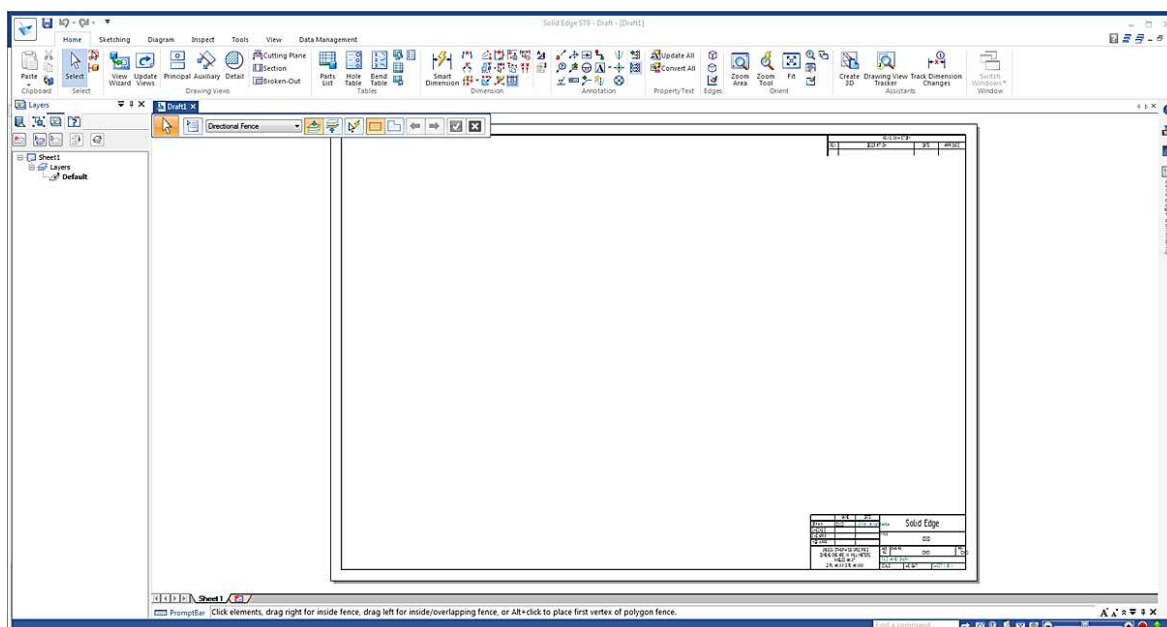 Solid Edge ST9 - Draft - [Draft1]
Home Sketching Diagram Inspect Tools View Data Management
Paste
Clipboard
Select
Select
View Wizard
Update Views
Principal
Auxiliary
Detail
Cutting Plane
Section
Broken-Out
Drawing Views
Parts List
Hole Table
Bend Table
Tables
Smart Dimension
Dimension
Annotation
Update All
Convert All
Property Text
Edges
Zoom Area
Zoom Tool
Fit
Orient
Create 3D
Drawing View Tracker
Track Dimension Changes
Assistants
Switch Windows
Window
Layers
Draft1
Directional Fence
Sheet1
Layers
Default
Solid Edge
Sheet1
PromptBar Click elements, drag right for inside fence, drag left for inside/overlapping fence, or Alt+click to place first vertex of polygon fence.
Find a command